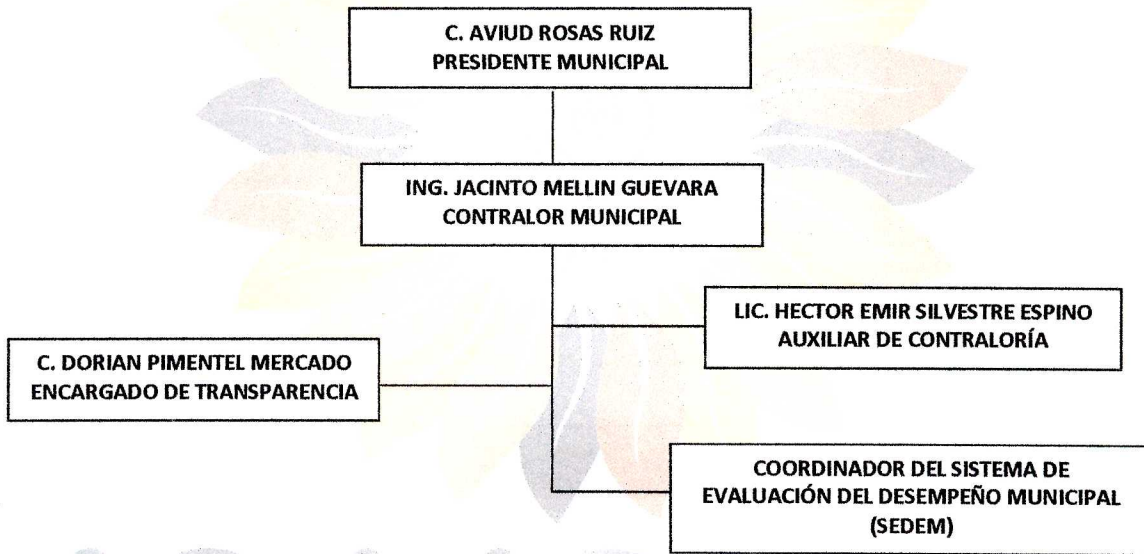 C. AVIUD ROSAS RUIZ
PRESIDENTE MUNICIPAL
ING. JACINTO MELLIN GUEVARA
CONTRALOR MUNICIPAL
LIC. HECTOR EMIR SILVESTRE ESPINO
AUXILIAR DE CONTRALORÍA
C. DORIAN PIMENTEL MERCADO
ENCARGADO DE TRANSPARENCIA
COORDINADOR DEL SISTEMA DE
EVALUACIÓN DEL DESEMPEÑO MUNICIPAL
(SEDEM)